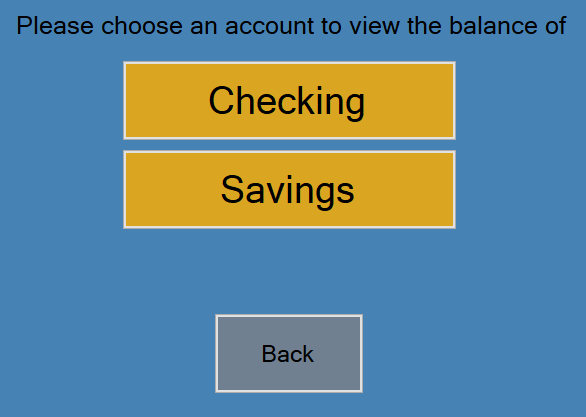 Please choose an account to view the balance of
Checking
Savings
Back